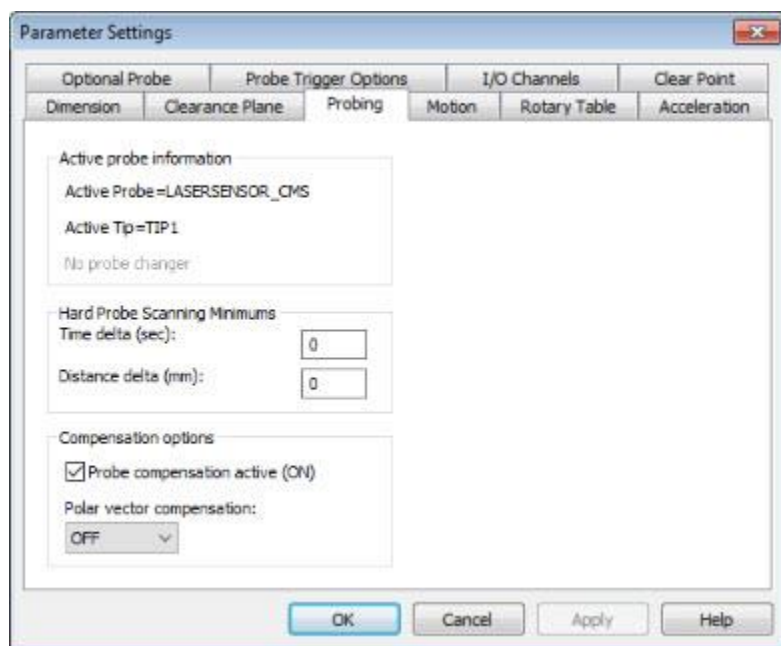 Parameter Settings
Optional Probe Probe Trigger Options I/O Channels Clear Point
Dimension Clearance Plane Probing Motion Rotary Table Acceleration
Active probe information
Active Probe=LASERSENSOR_CMS
Active Tip=TIP1
No probe changer
Hard Probe Scanning Minimums
Time delta (sec): 0
Distance delta (mm): 0
Compensation options
Probe compensation active (ON)
Polar vector compensation:
OFF
OK Cancel Apply Help